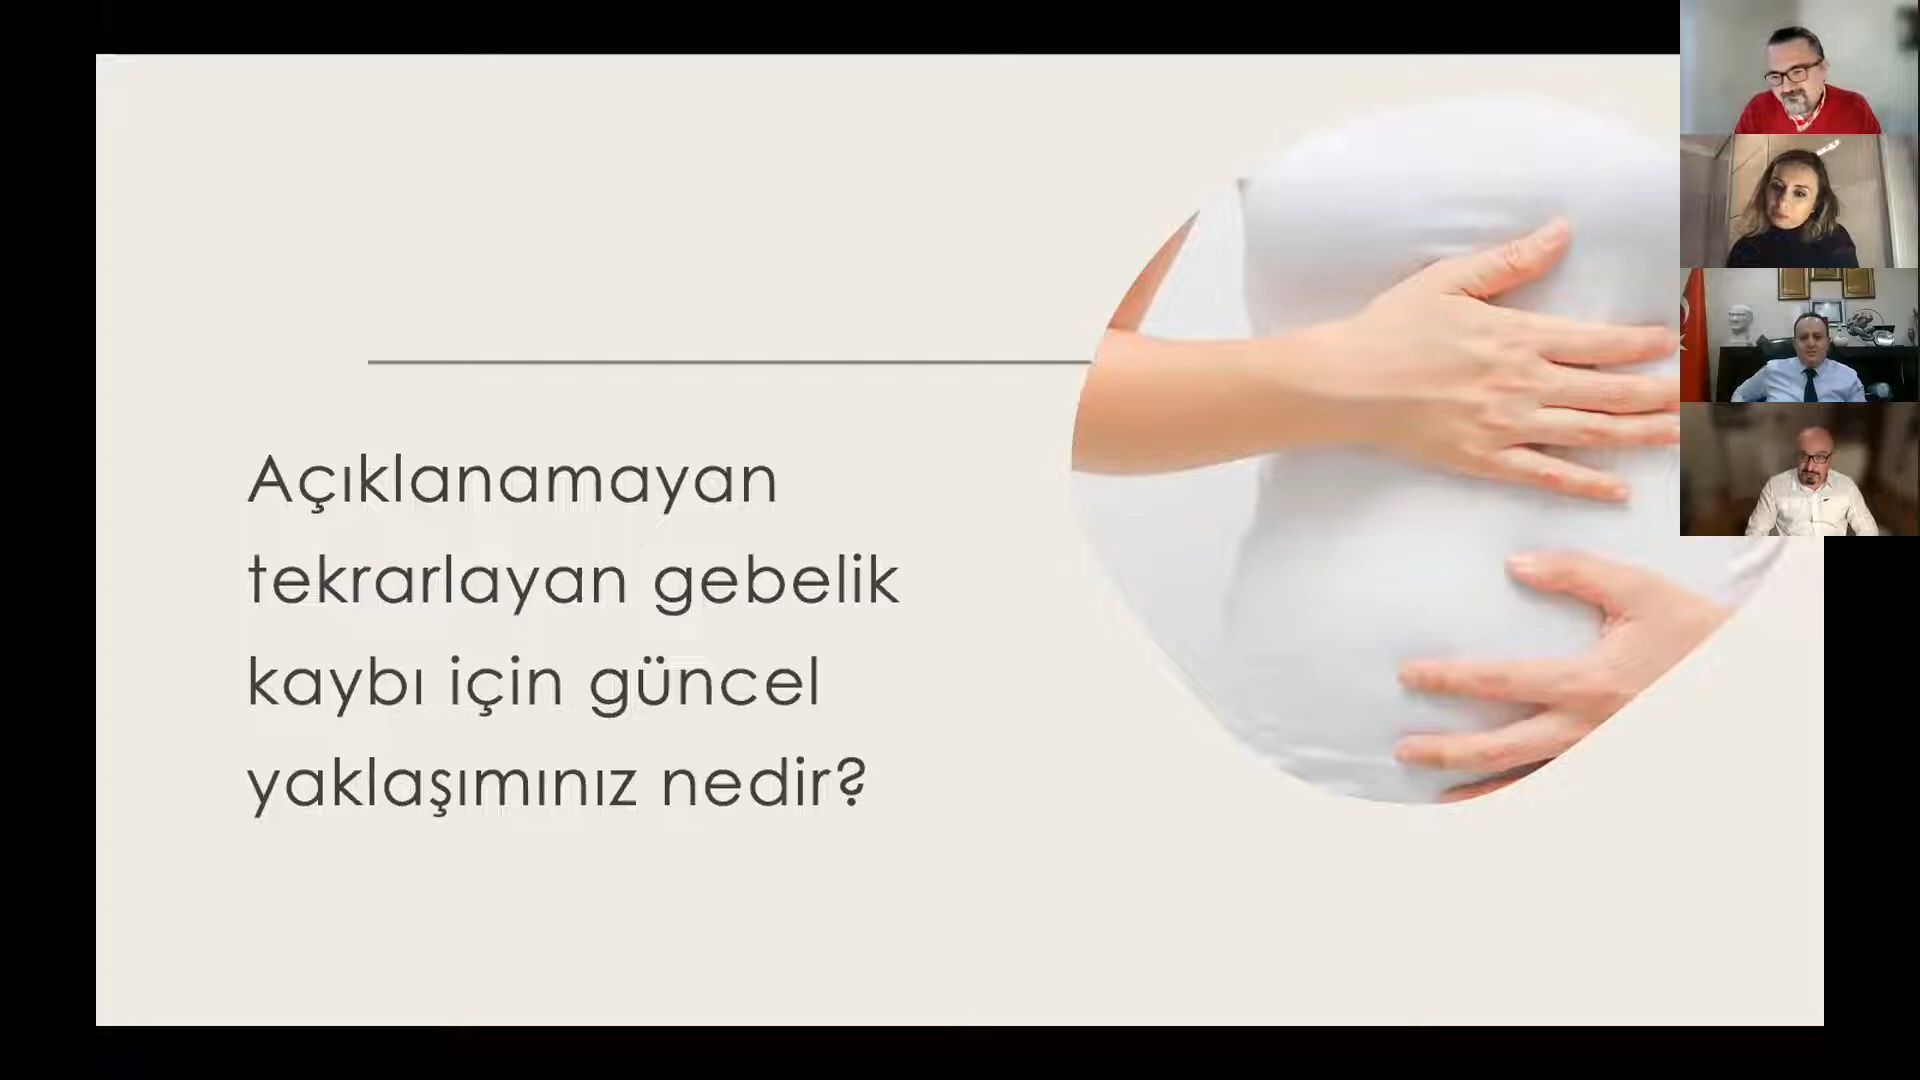 Açıklanamayan
tekrarlayan gebelik
kaybı için güncel
yaklaşımınız nedir?